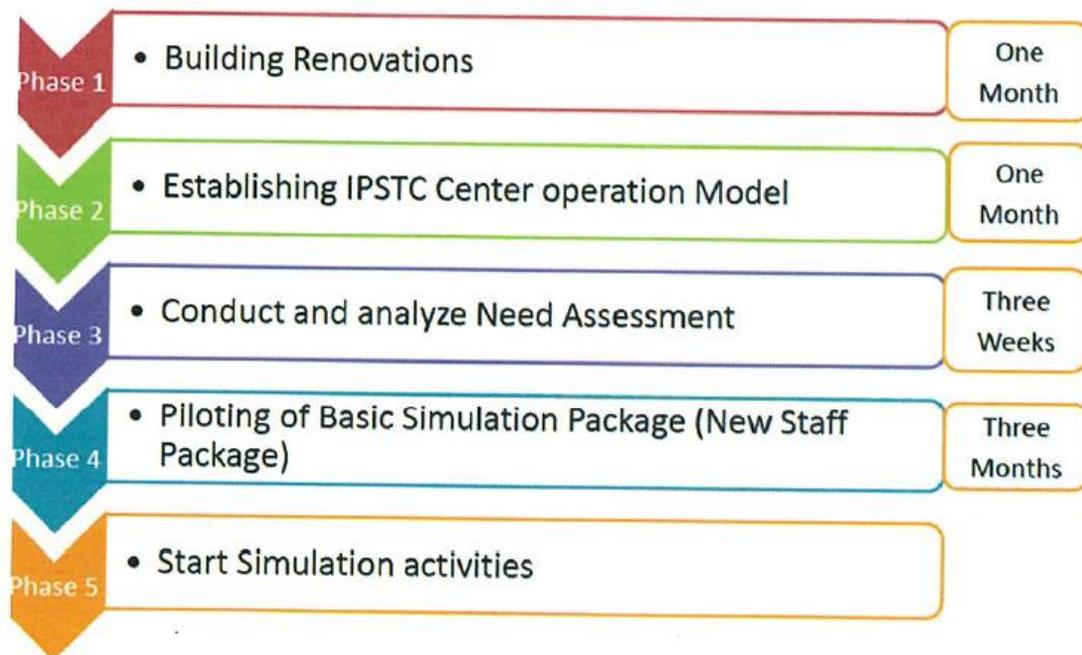 Phase 1
• Building Renovations
One
Month
Phase 2
• Establishing IPSTC Center operation Model
One
Month
Phase 3
• Conduct and analyze Need Assessment
Three
Weeks
Phase 4
• Piloting of Basic Simulation Package (New Staff
Package)
Three
Months
Phase 5
• Start Simulation activities